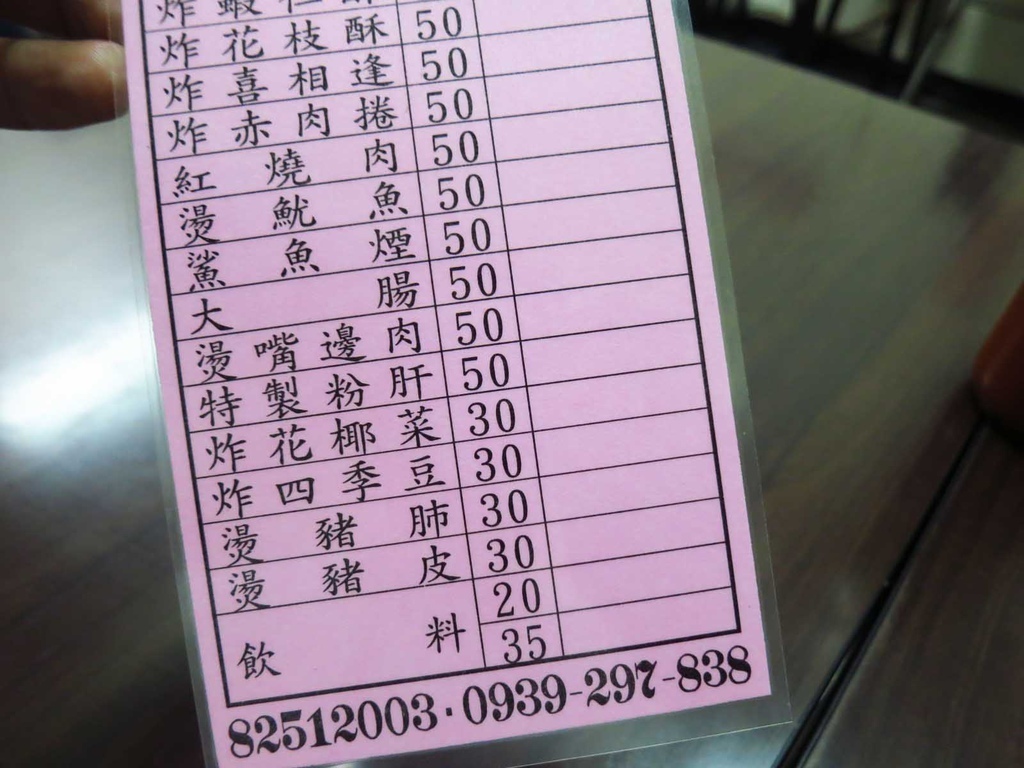 炸蝦仁
炸花枝酥 50
炸喜相逢 50
炸赤肉捲 50
紅燒肉 50
燙魷魚 50
鯊魚煙 50
大腸 50
燙嘴邊肉 50
特製粉肝 50
炸花椰菜 30
炸四季豆 30
燙豬肺 30
燙豬皮 30
飲料 20
35
82512003·0939-297-838